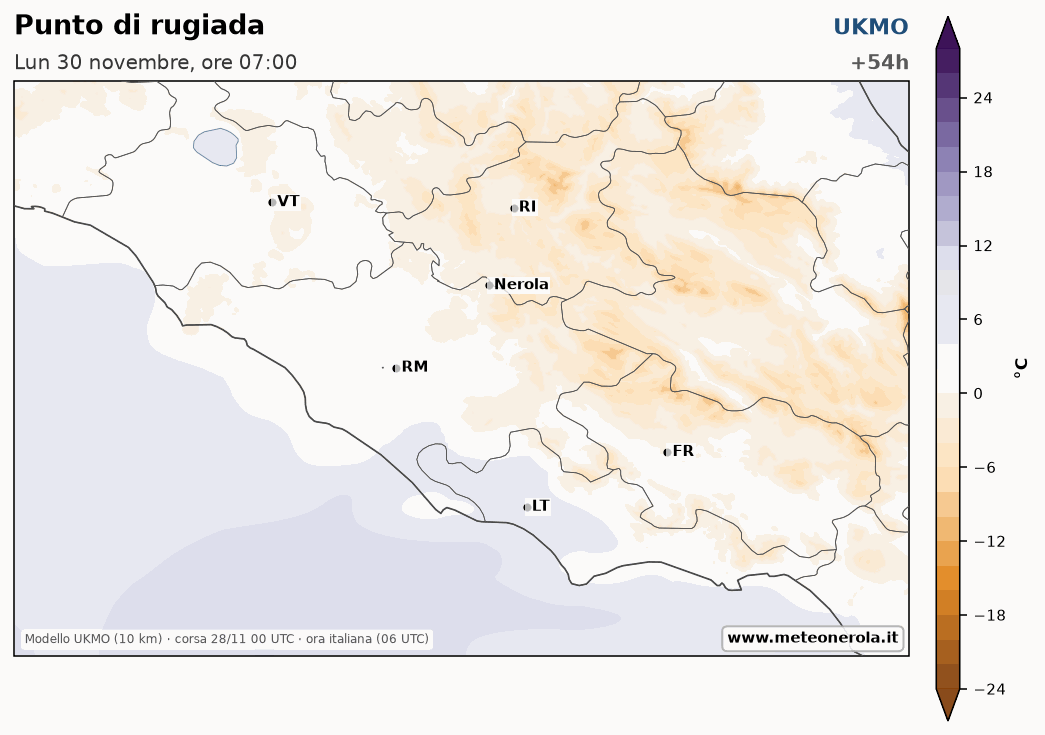 Punto di rugiada
UKMO
Lun 30 novembre, ore 07:00
+54h
VT
RI
Nerola
RM
FR
LT
24
18
12
6
0
−6
−12
−18
−24
°C
Modello UKMO (10 km) · corsa 28/11 00 UTC · ora italiana (06 UTC)
www.meteonerola.it